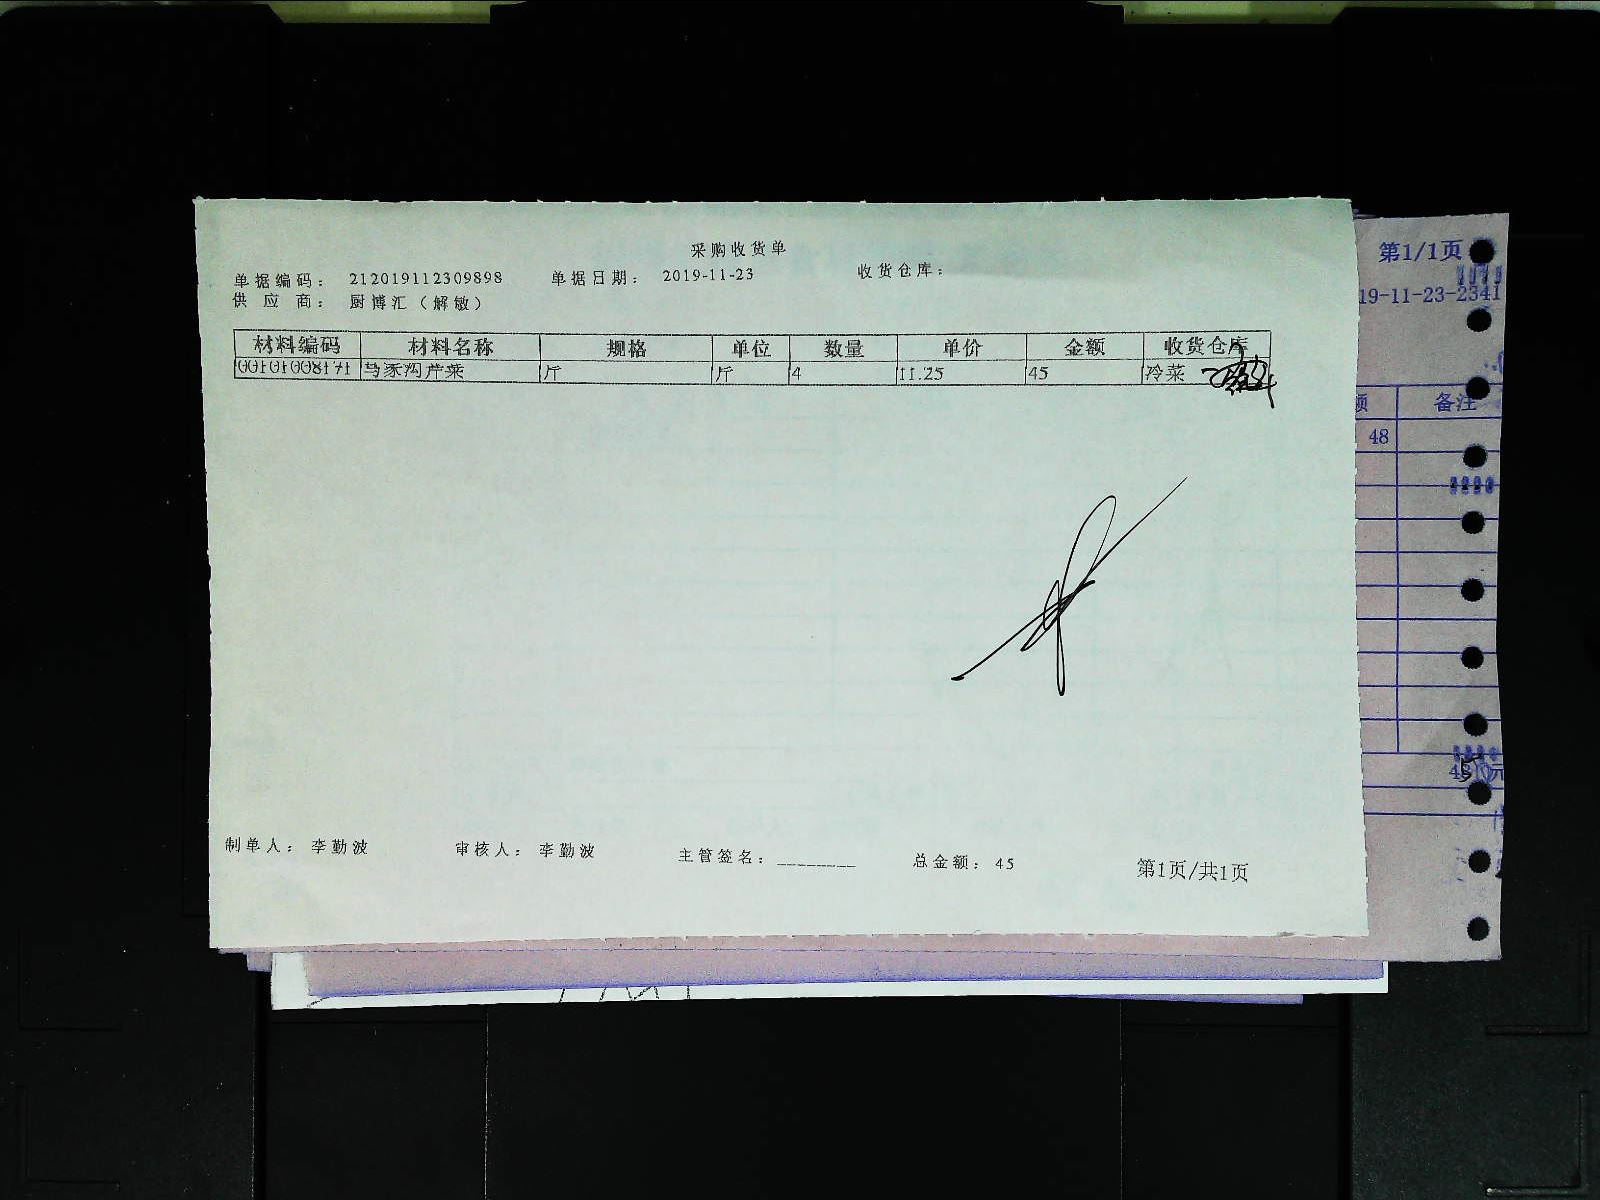 采购收货单
单据编码： 212019112309898 单据日期： 2019-11-23 收货仓库：
供 应 商： 厨博汇（解敏）
材料编码 材料名称 规格 单位 数量 单价 金额 收货仓库
001010008171 马家沟芹菜 斤 斤 4 11.25 45 冷菜
制单人： 李勤波 审核人： 李勤波 主管签名：________ 总金额： 45 第1页/共1页
第1/1页
19-11-23-2341
额 备注
48